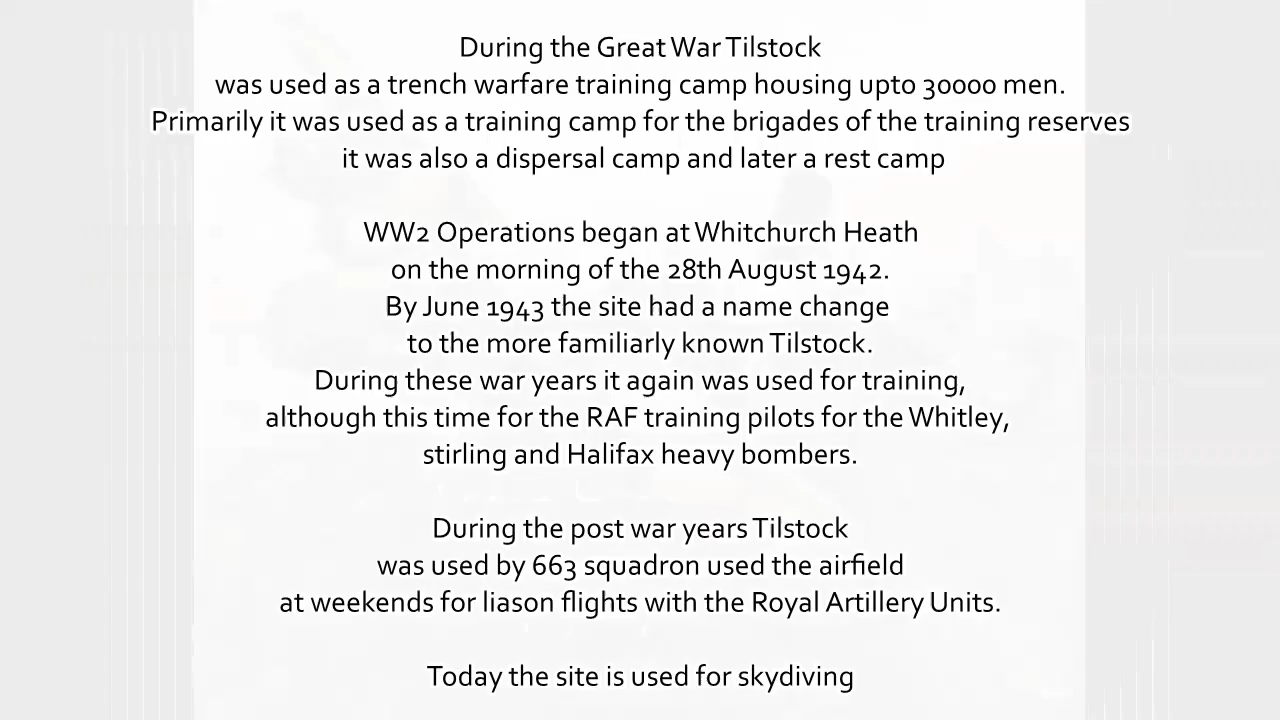 During the Great War Tilstock
was used as a trench warfare training camp housing upto 30000 men.
Primarily it was used as a training camp for the brigades of the training reserves
it was also a dispersal camp and later a rest camp
WW2 Operations began at Whitchurch Heath
on the morning of the 28th August 1942.
By June 1943 the site had a name change
to the more familiarly known Tilstock.
During these war years it again was used for training,
although this time for the RAF training pilots for the Whitley,
stirling and Halifax heavy bombers.
During the post war years Tilstock
was used by 663 squadron used the airfield
at weekends for liason flights with the Royal Artillery Units.
Today the site is used for skydiving